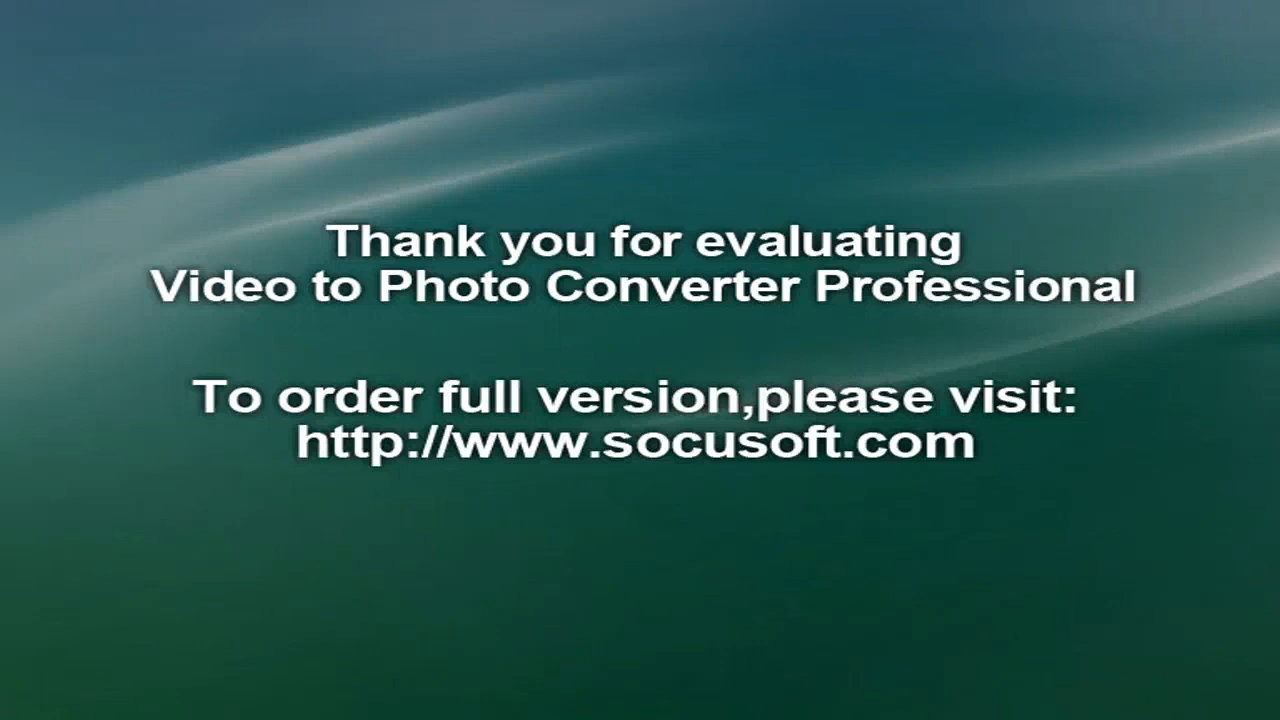 Thank you for evaluating
Video to Photo Converter Professional
To order full version,please visit:
http://www.socusoft.com